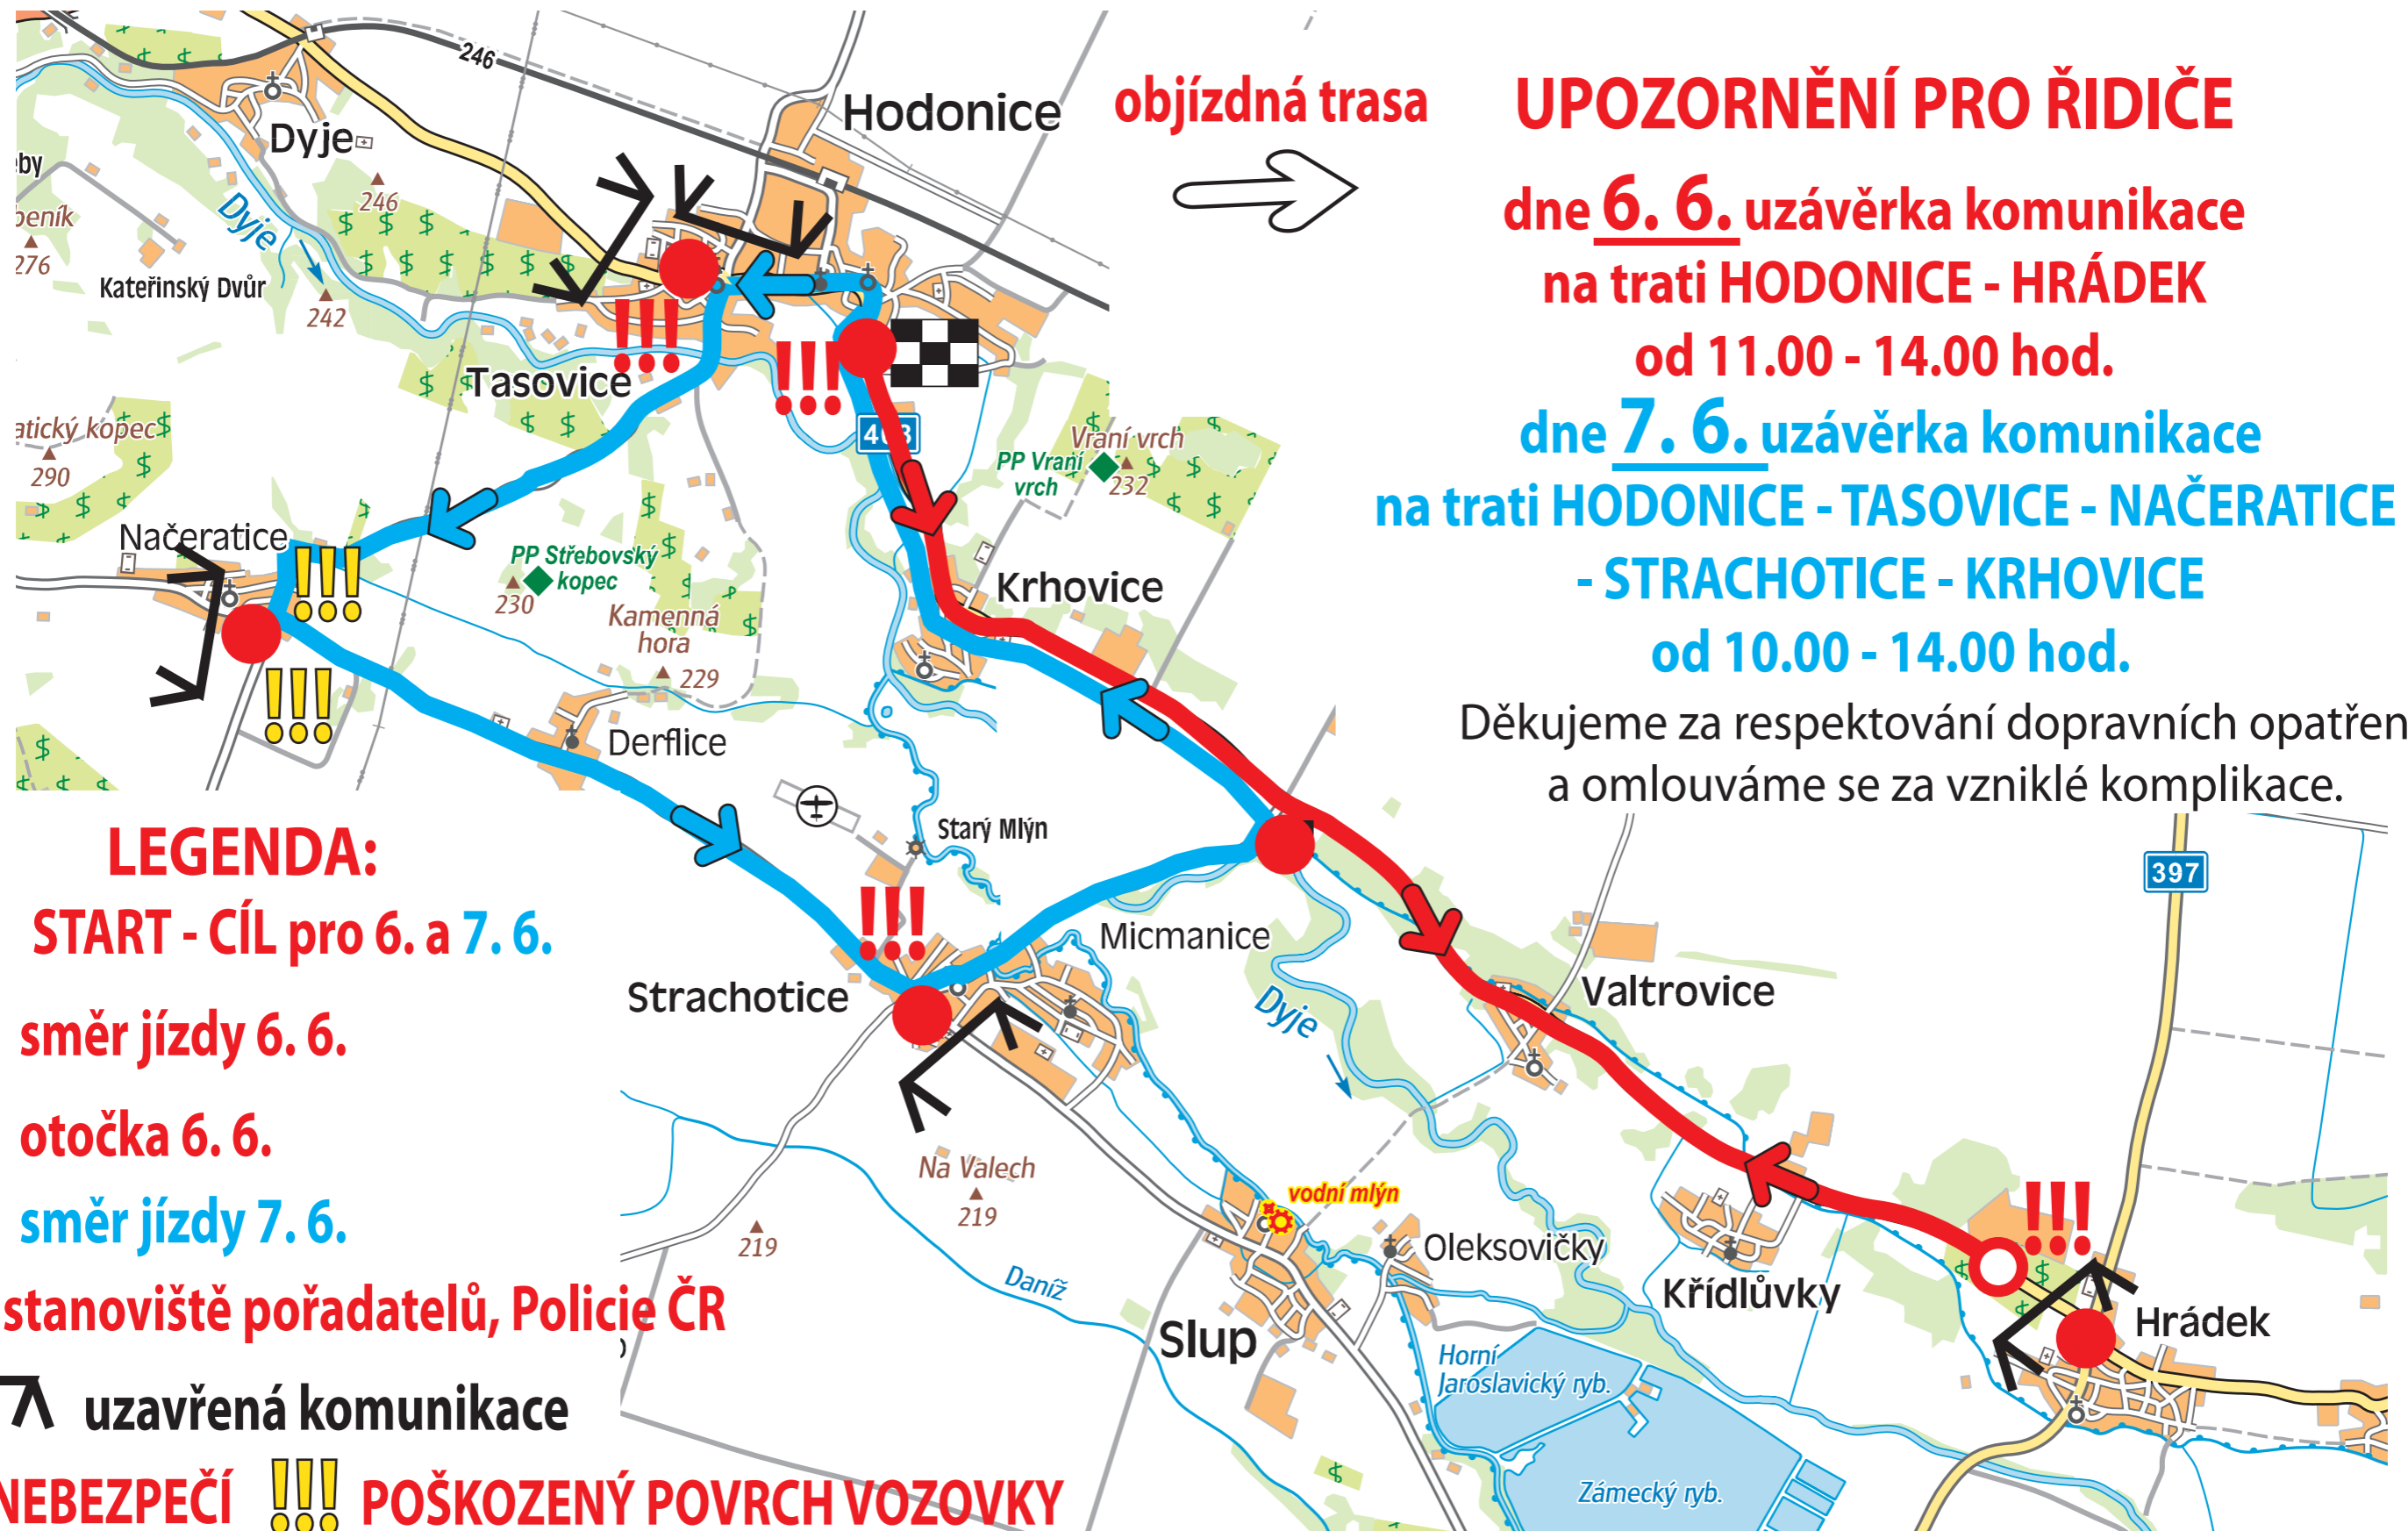 246
Hodonice
objízdná trasa
UPOZORNĚNÍ PRO ŘIDIČE
dne 6. 6. uzávěrka komunikace
na trati HODONICE - HRÁDEK
od 11.00 - 14.00 hod.
dne 7. 6. uzávěrka komunikace
na trati HODONICE - TASOVICE - NAČERATICE
- STRACHOTICE - KRHOVICE
od 10.00 - 14.00 hod.
Děkujeme za respektování dopravních opatřen
a omlouváme se za vzniklé komplikace.
Dyje
eby
246
beník
276
Dyje
Kateřinský Dvůr
242
!!!
!!!
Tasovice
atický kopec
290
Vraní vrch
PP Vraní
vrch
232
Načeratice
!!!
PP Střebovský
kopec
230
Kamenná
hora
229
Krhovice
!!!
Derflice
Starý Mlýn
397
LEGENDA:
START - CÍL pro 6. a 7. 6.
směr jízdy 6. 6.
otočka 6. 6.
směr jízdy 7. 6.
stanoviště pořadatelů, Policie ČR
uzavřená komunikace
NEBEZPEČÍ !!! POŠKOZENÝ POVRCH VOZOVKY
!!!
Micmanice
Strachotice
Dyje
Valtrovice
Na Valech
219
219
vodní mlýn
Oleksovičky
Daníž
Slup
Křídlůvky
!!!
Hrádek
Horní
Jaroslavický ryb.
Zámecký ryb.